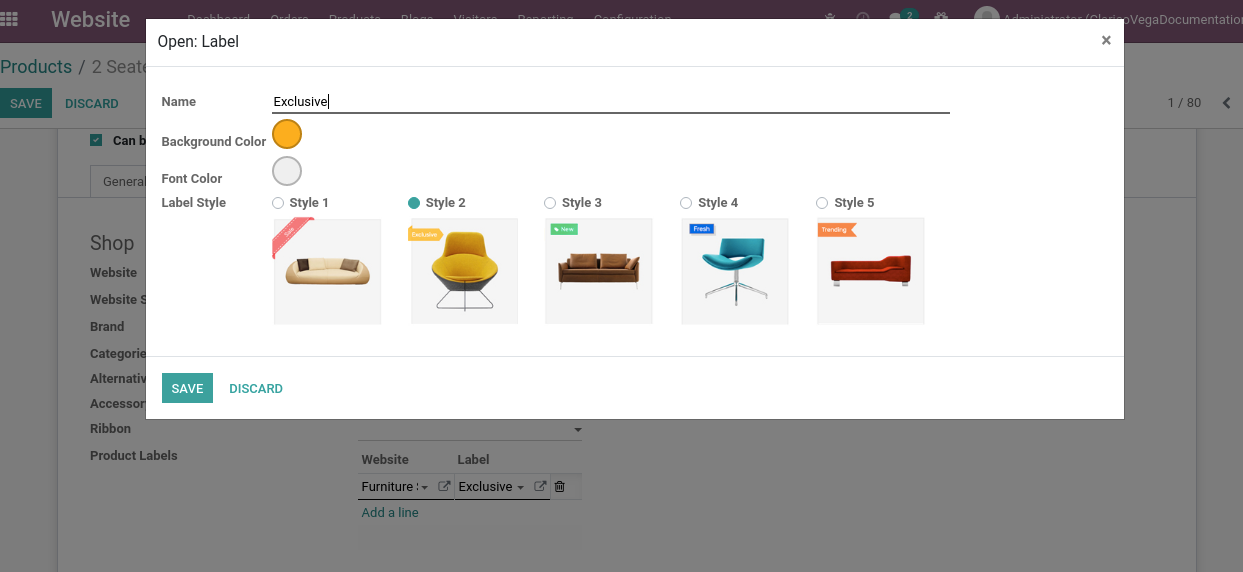 Website Dashboard Orders Products Blogs Visitors Reporting Configuration 2 Administrator (ClaricoVegaDocumentatio
Open: Label ×
Products / 2 Seate
SAVE DISCARD 1 / 80
Name Exclusive
Can b
Background Color
General
Font Color
Label Style Style 1 Style 2 Style 3 Style 4 Style 5
Sale Exclusive New Fresh Trending
Shop
Website
Website S
Brand
Categorie
Alternativ
SAVE DISCARD
Accessor
Ribbon
Product Labels Website Label
Furniture Exclusive
Add a line